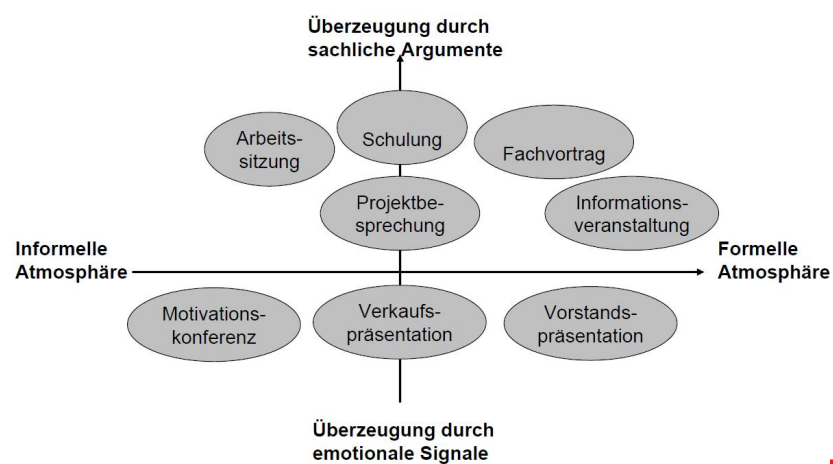 Überzeugung durch
sachliche Argumente
Arbeits-
sitzung
Schulung
Fachvortrag
Projektbe-
sprechung
Informations-
veranstaltung
Informelle
Atmosphäre
Formelle
Atmosphäre
Motivations-
konferenz
Verkaufs-
präsentation
Vorstands-
präsentation
Überzeugung durch
emotionale Signale